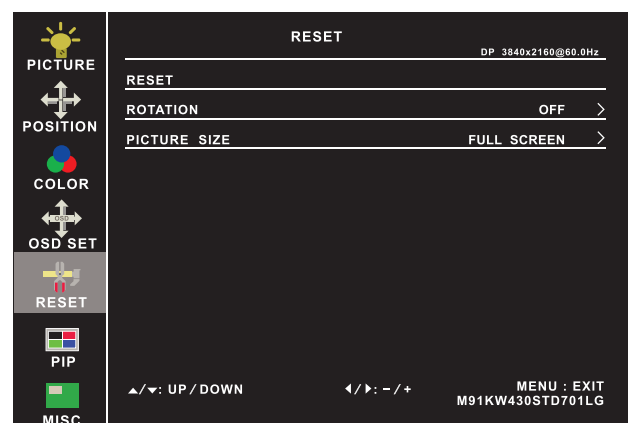 RESET
DP 3840x2160@60.0Hz
PICTURE
RESET
ROTATION OFF >
POSITION
PICTURE SIZE FULL SCREEN >
COLOR
OSD
OSD SET
RESET
PIP
▲/▼: UP/DOWN ◀/▶: -/+ MENU : EXIT
M91KW430STD701LG
MISC